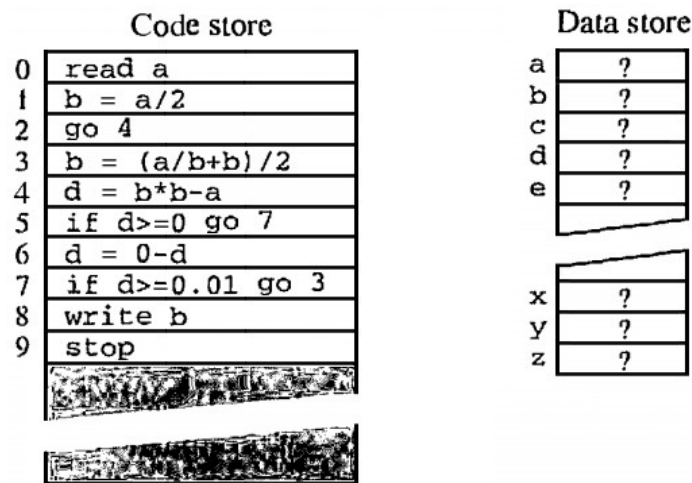 Code store
0 read a
1 b = a/2
2 go 4
3 b = (a/b+b)/2
4 d = b*b-a
5 if d>=0 go 7
6 d = 0-d
7 if d>=0.01 go 3
8 write b
9 stop
Data store
a ?
b ?
c ?
d ?
e ?
x ?
y ?
z ?